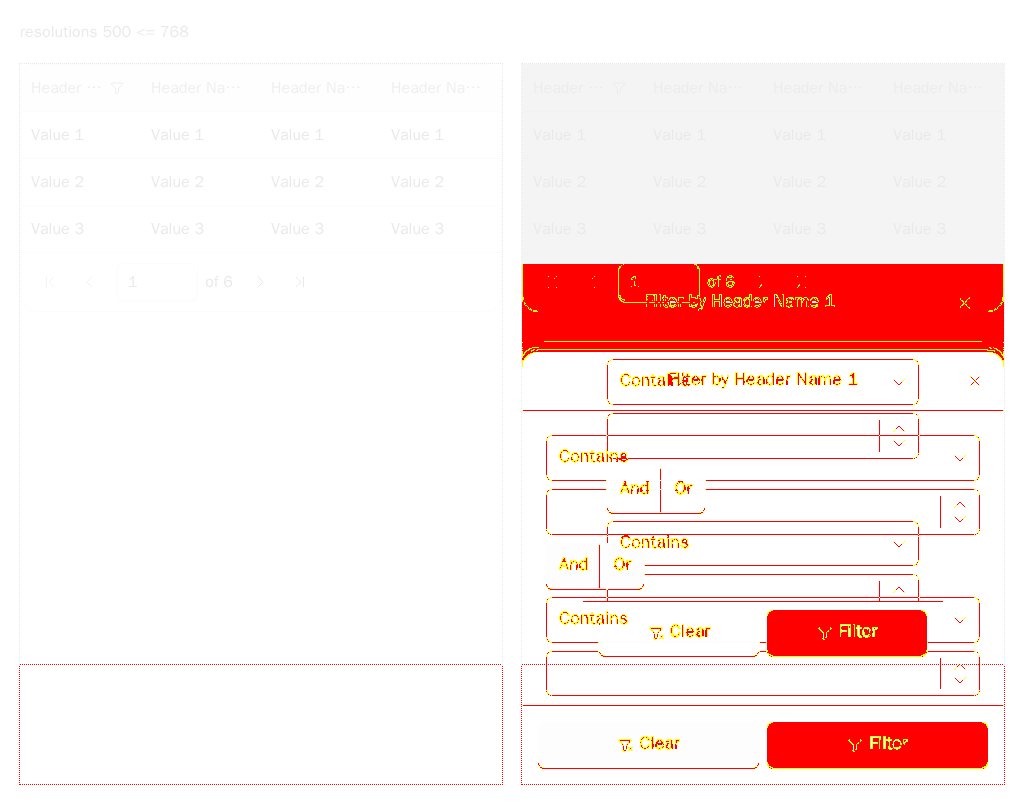 resolutions 500 <= 768
Header ··· Header Na··· Header Na··· Header Na···
Value 1 Value 1 Value 1 Value 1
Value 2 Value 2 Value 2 Value 2
Value 3 Value 3 Value 3 Value 3
1 of 6
Header ··· Header Na··· Header Na··· Header Na···
Value 1 Value 1 Value 1 Value 1
Value 2 Value 2 Value 2 Value 2
Value 3 Value 3 Value 3 Value 3
1 of 6
Filter by Header Name 1
Contains
Filter by Header Name 1
Contains
And Or
Contains
And Or
Contains
Clear Filter
Clear Filter